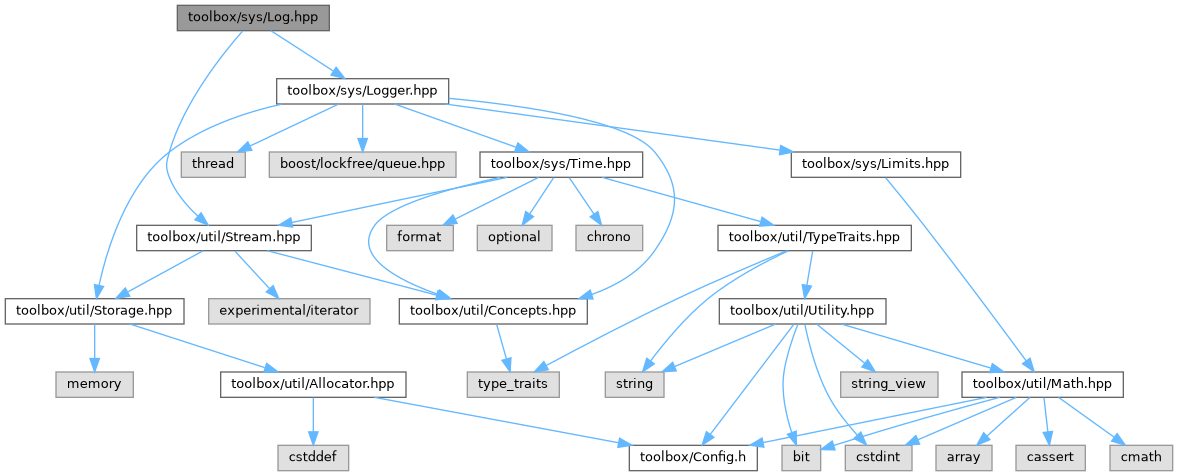 toolbox/sys/Log.hpp
toolbox/sys/Logger.hpp
thread
boost/lockfree/queue.hpp
toolbox/sys/Time.hpp
toolbox/sys/Limits.hpp
toolbox/util/Stream.hpp
format
optional
chrono
toolbox/util/TypeTraits.hpp
toolbox/util/Storage.hpp
experimental/iterator
toolbox/util/Concepts.hpp
toolbox/util/Utility.hpp
memory
toolbox/util/Allocator.hpp
type_traits
string
string_view
toolbox/util/Math.hpp
cstddef
toolbox/Config.h
bit
cstdint
array
cassert
cmath